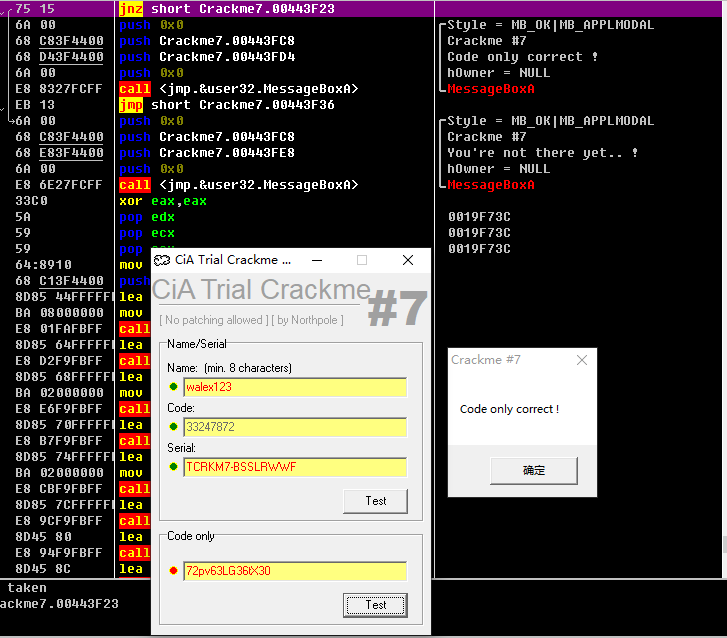 75 15 jnz short Crackme7.00443F23
6A 00 push 0x0 Style = MB_OK|MB_APPLMODAL
68 C83F4400 push Crackme7.00443FC8 Crackme #7
68 D43F4400 push Crackme7.00443FD4 Code only correct !
6A 00 push 0x0 hOwner = NULL
E8 8327FCFF call <jmp.&user32.MessageBoxA> MessageBoxA
EB 13 jmp short Crackme7.00443F36
6A 00 push 0x0 Style = MB_OK|MB_APPLMODAL
68 C83F4400 push Crackme7.00443FC8 Crackme #7
68 E83F4400 push Crackme7.00443FE8 You're not there yet.. !
6A 00 push 0x0 hOwner = NULL
E8 6E27FCFF call <jmp.&user32.MessageBoxA> MessageBoxA
33C0 xor eax,eax
5A pop edx 0019F73C
59 pop ecx 0019F73C
59 pop 0019F73C
64:8910 mov
68 C13F4400 push
8D85 44FFFFFF lea
BA 08000000 mov
E8 01FAFBFF call
8D85 64FFFFFF lea
E8 D2F9FBFF call
8D85 68FFFFFF lea
BA 02000000 mov
E8 E6F9FBFF call
8D85 70FFFFFF lea
E8 B7F9FBFF call
8D85 74FFFFFF lea
BA 02000000 mov
E8 CBF9FBFF call
8D85 7CFFFFFF lea
E8 9CF9FBFF call
8D45 80 lea
E8 94F9FBFF call
8D45 8C lea
taken
ackme7.00443F23
CiA Trial Crackme ...
CiA Trial Crackme
#7
[ No patching allowed ] [ by Northpole ]
Name/Serial
Name: (min. 8 characters)
walex123
Code:
33247872
Serial:
TCRKM7-BSSLRWWF
Test
Code only
72pv63LG36tX30
Test
Crackme #7
Code only correct !
确定